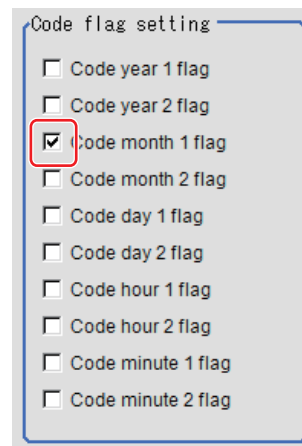 Code flag setting
Code year 1 flag
Code year 2 flag
Code month 1 flag
Code month 2 flag
Code day 1 flag
Code day 2 flag
Code hour 1 flag
Code hour 2 flag
Code minute 1 flag
Code minute 2 flag